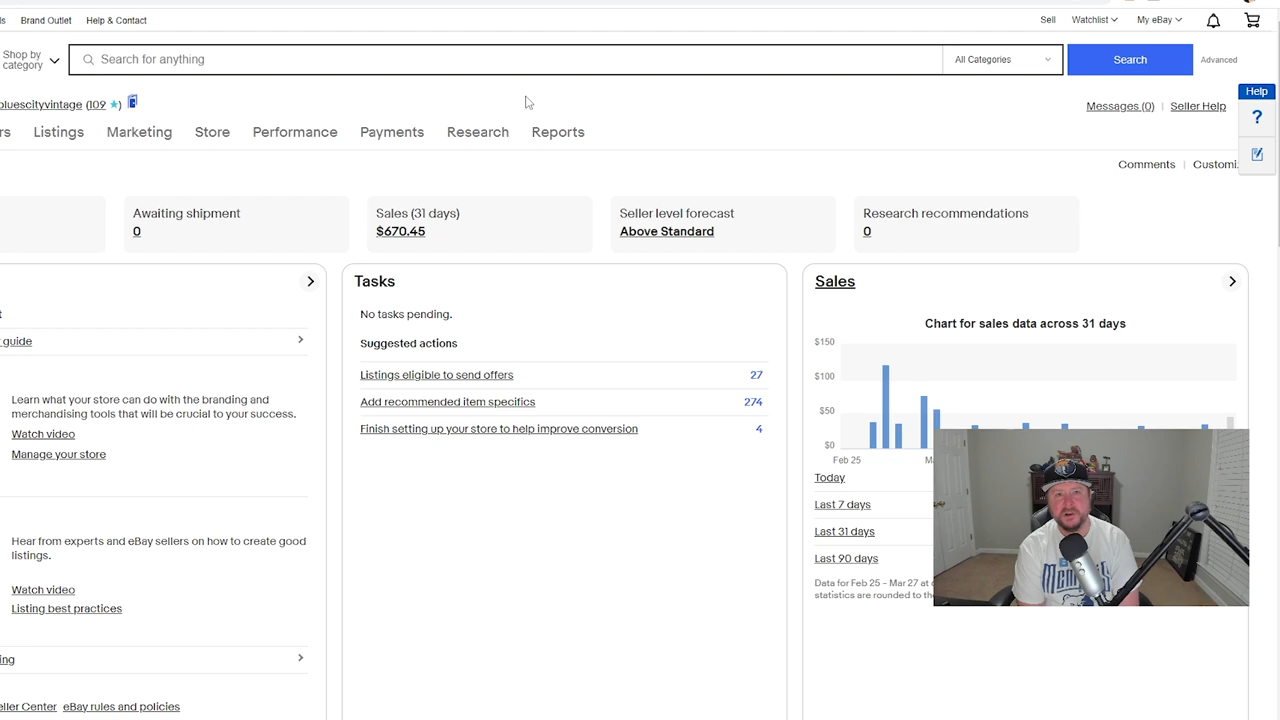 Brand Outlet Help & Contact Sell Watchlist My eBay
Shop by
category
Search for anything All Categories Search Advanced
bluescityvintage (109 ★) Messages (0) | Seller Help
Help
?
Listings Marketing Store Performance Payments Research Reports
Comments | Customi
Awaiting shipment
0
Sales (31 days)
$670.45
Seller level forecast
Above Standard
Research recommendations
0
guide
Learn what your store can do with the branding and
merchandising tools that will be crucial to your success.
Watch video
Manage your store
Hear from experts and eBay sellers on how to create good
listings.
Watch video
Listing best practices
eBay rules and policies
Tasks
No tasks pending.
Suggested actions
Listings eligible to send offers 27
Add recommended item specifics 274
Finish setting up your store to help improve conversion 4
Sales
Chart for sales data across 31 days
$150
$100
$50
$0
Feb 25
Today
Last 7 days
Last 31 days
Last 90 days
Data for Feb 25 - Mar 27 at
statistics are rounded to the
MEMPHIS